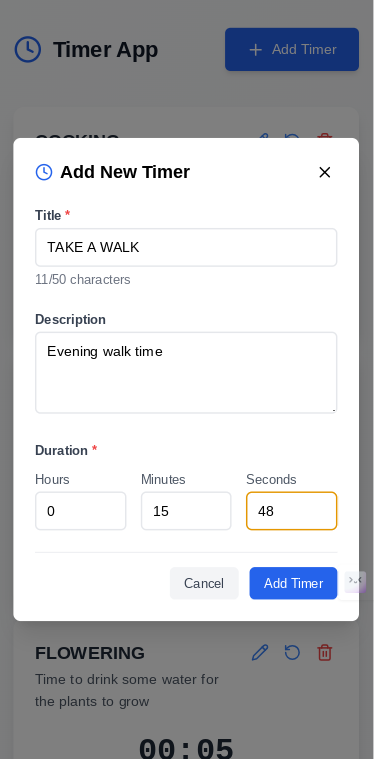 Timer App
Add Timer
COOKING
Add New Timer
Title *
TAKE A WALK
11/50 characters
Description
Evening walk time
Duration *
Hours
Minutes
Seconds
0
15
48
Cancel
Add Timer
FLOWERING
Time to drink some water for
the plants to grow
00:05